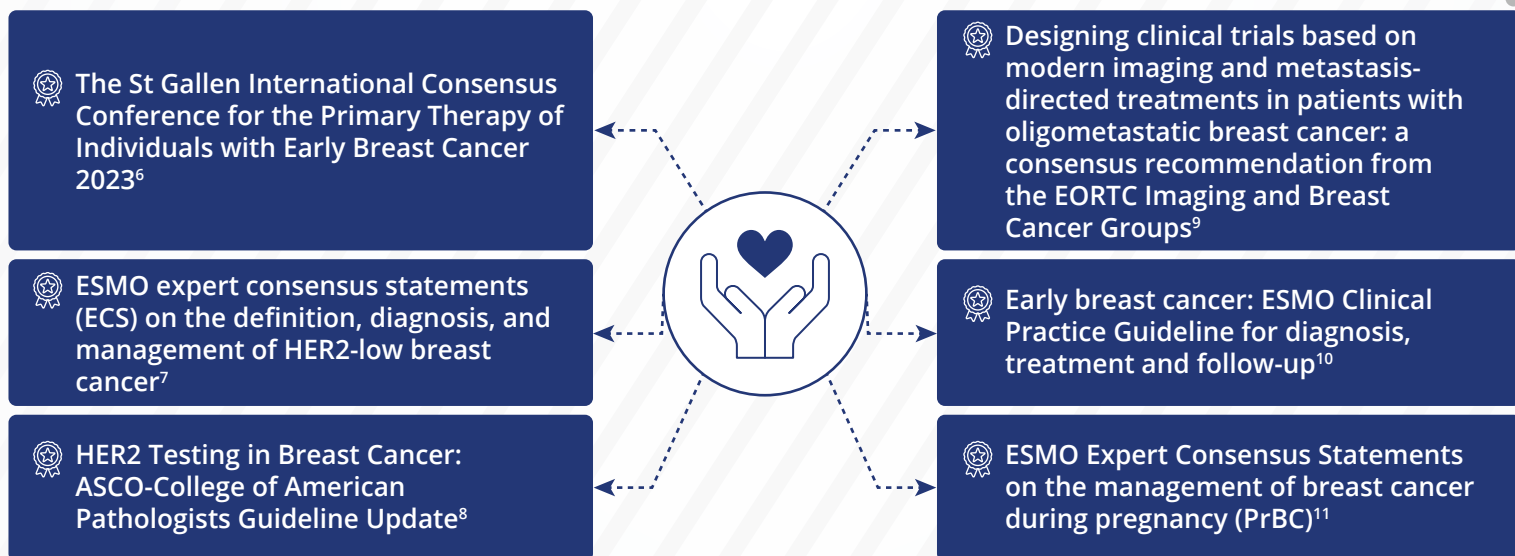 The St Gallen International Consensus
Conference for the Primary Therapy of
Individuals with Early Breast Cancer
2023⁶
ESMO expert consensus statements
(ECS) on the definition, diagnosis, and
management of HER2-low breast
cancer⁷
HER2 Testing in Breast Cancer:
ASCO-College of American
Pathologists Guideline Update⁸
Designing clinical trials based on
modern imaging and metastasis-
directed treatments in patients with
oligometastatic breast cancer: a
consensus recommendation from
the EORTC Imaging and Breast
Cancer Groups⁹
Early breast cancer: ESMO Clinical
Practice Guideline for diagnosis,
treatment and follow-up¹⁰
ESMO Expert Consensus Statements
on the management of breast cancer
during pregnancy (PrBC)¹¹